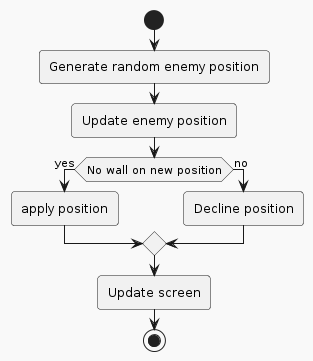 Generate random enemy position
Update enemy position
yes
No wall on new position
no
apply position
Decline position
Update screen